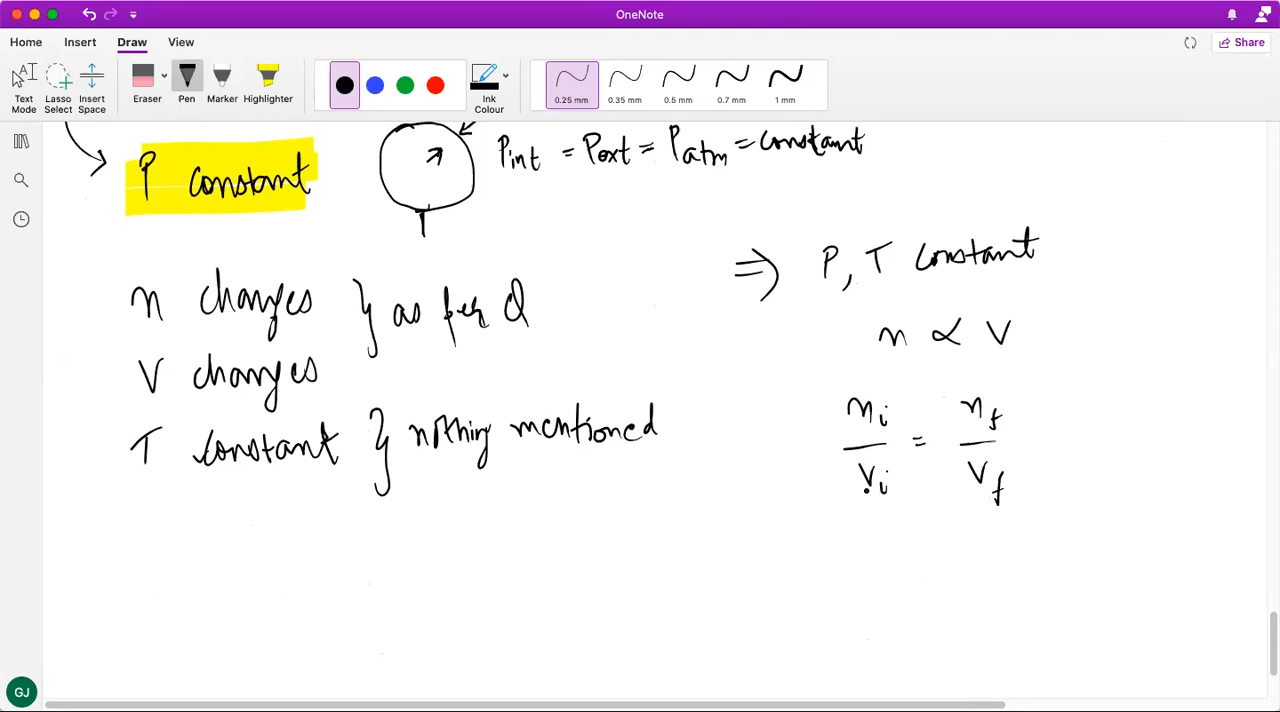 OneNote
Home Insert Draw View
Share
Text Mode
Lasso Select
Insert Space
Eraser
Pen
Marker
Highlighter
Ink Colour
0.25 mm
0.35 mm
0.5 mm
0.7 mm
1 mm
P constant
Pint = Pext = Patm = constant
n changes } as per Q
V changes
T constant } nothing mentioned
⇒ P, T constant
n ∝ V
ni/Vi = nf/Vf
GJ